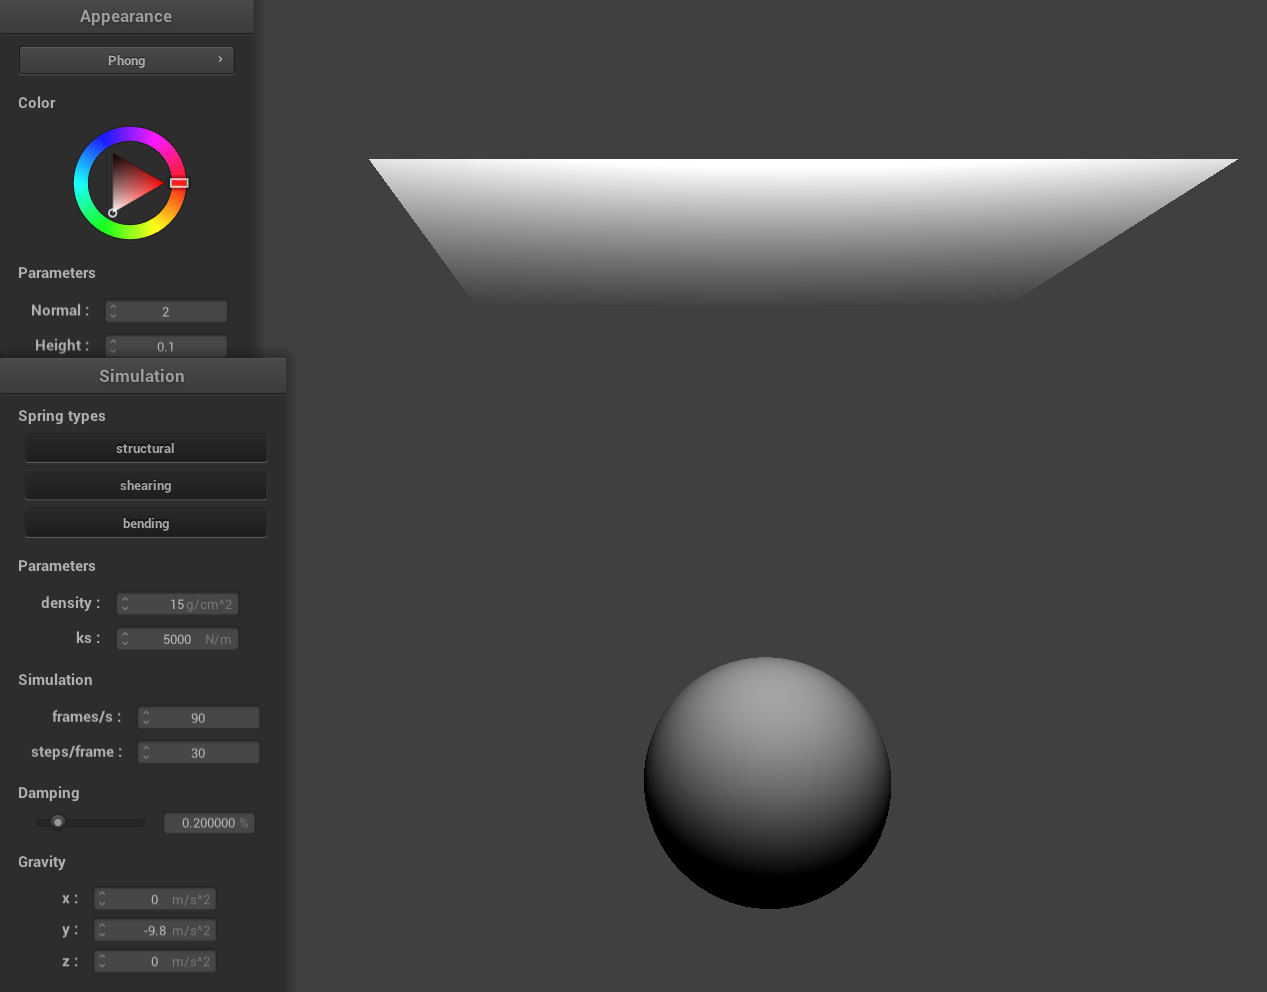 Appearance
Phong ›
Color
Parameters
Normal : 2
Height : 0.1
Simulation
Spring types
structural
shearing
bending
Parameters
density : 15 g/cm^2
ks : 5000 N/m
Simulation
frames/s : 90
steps/frame : 30
Damping
0.200000 %
Gravity
x : 0 m/s^2
y : -9.8 m/s^2
z : 0 m/s^2